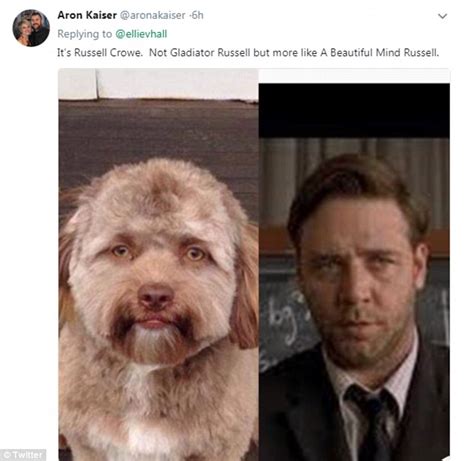 Aron Kaiser @aronakaiser ·6h
Replying to @ellievhall
It's Russell Crowe.  Not Gladiator Russell but more like A Beautiful Mind Russell.
© Twitter